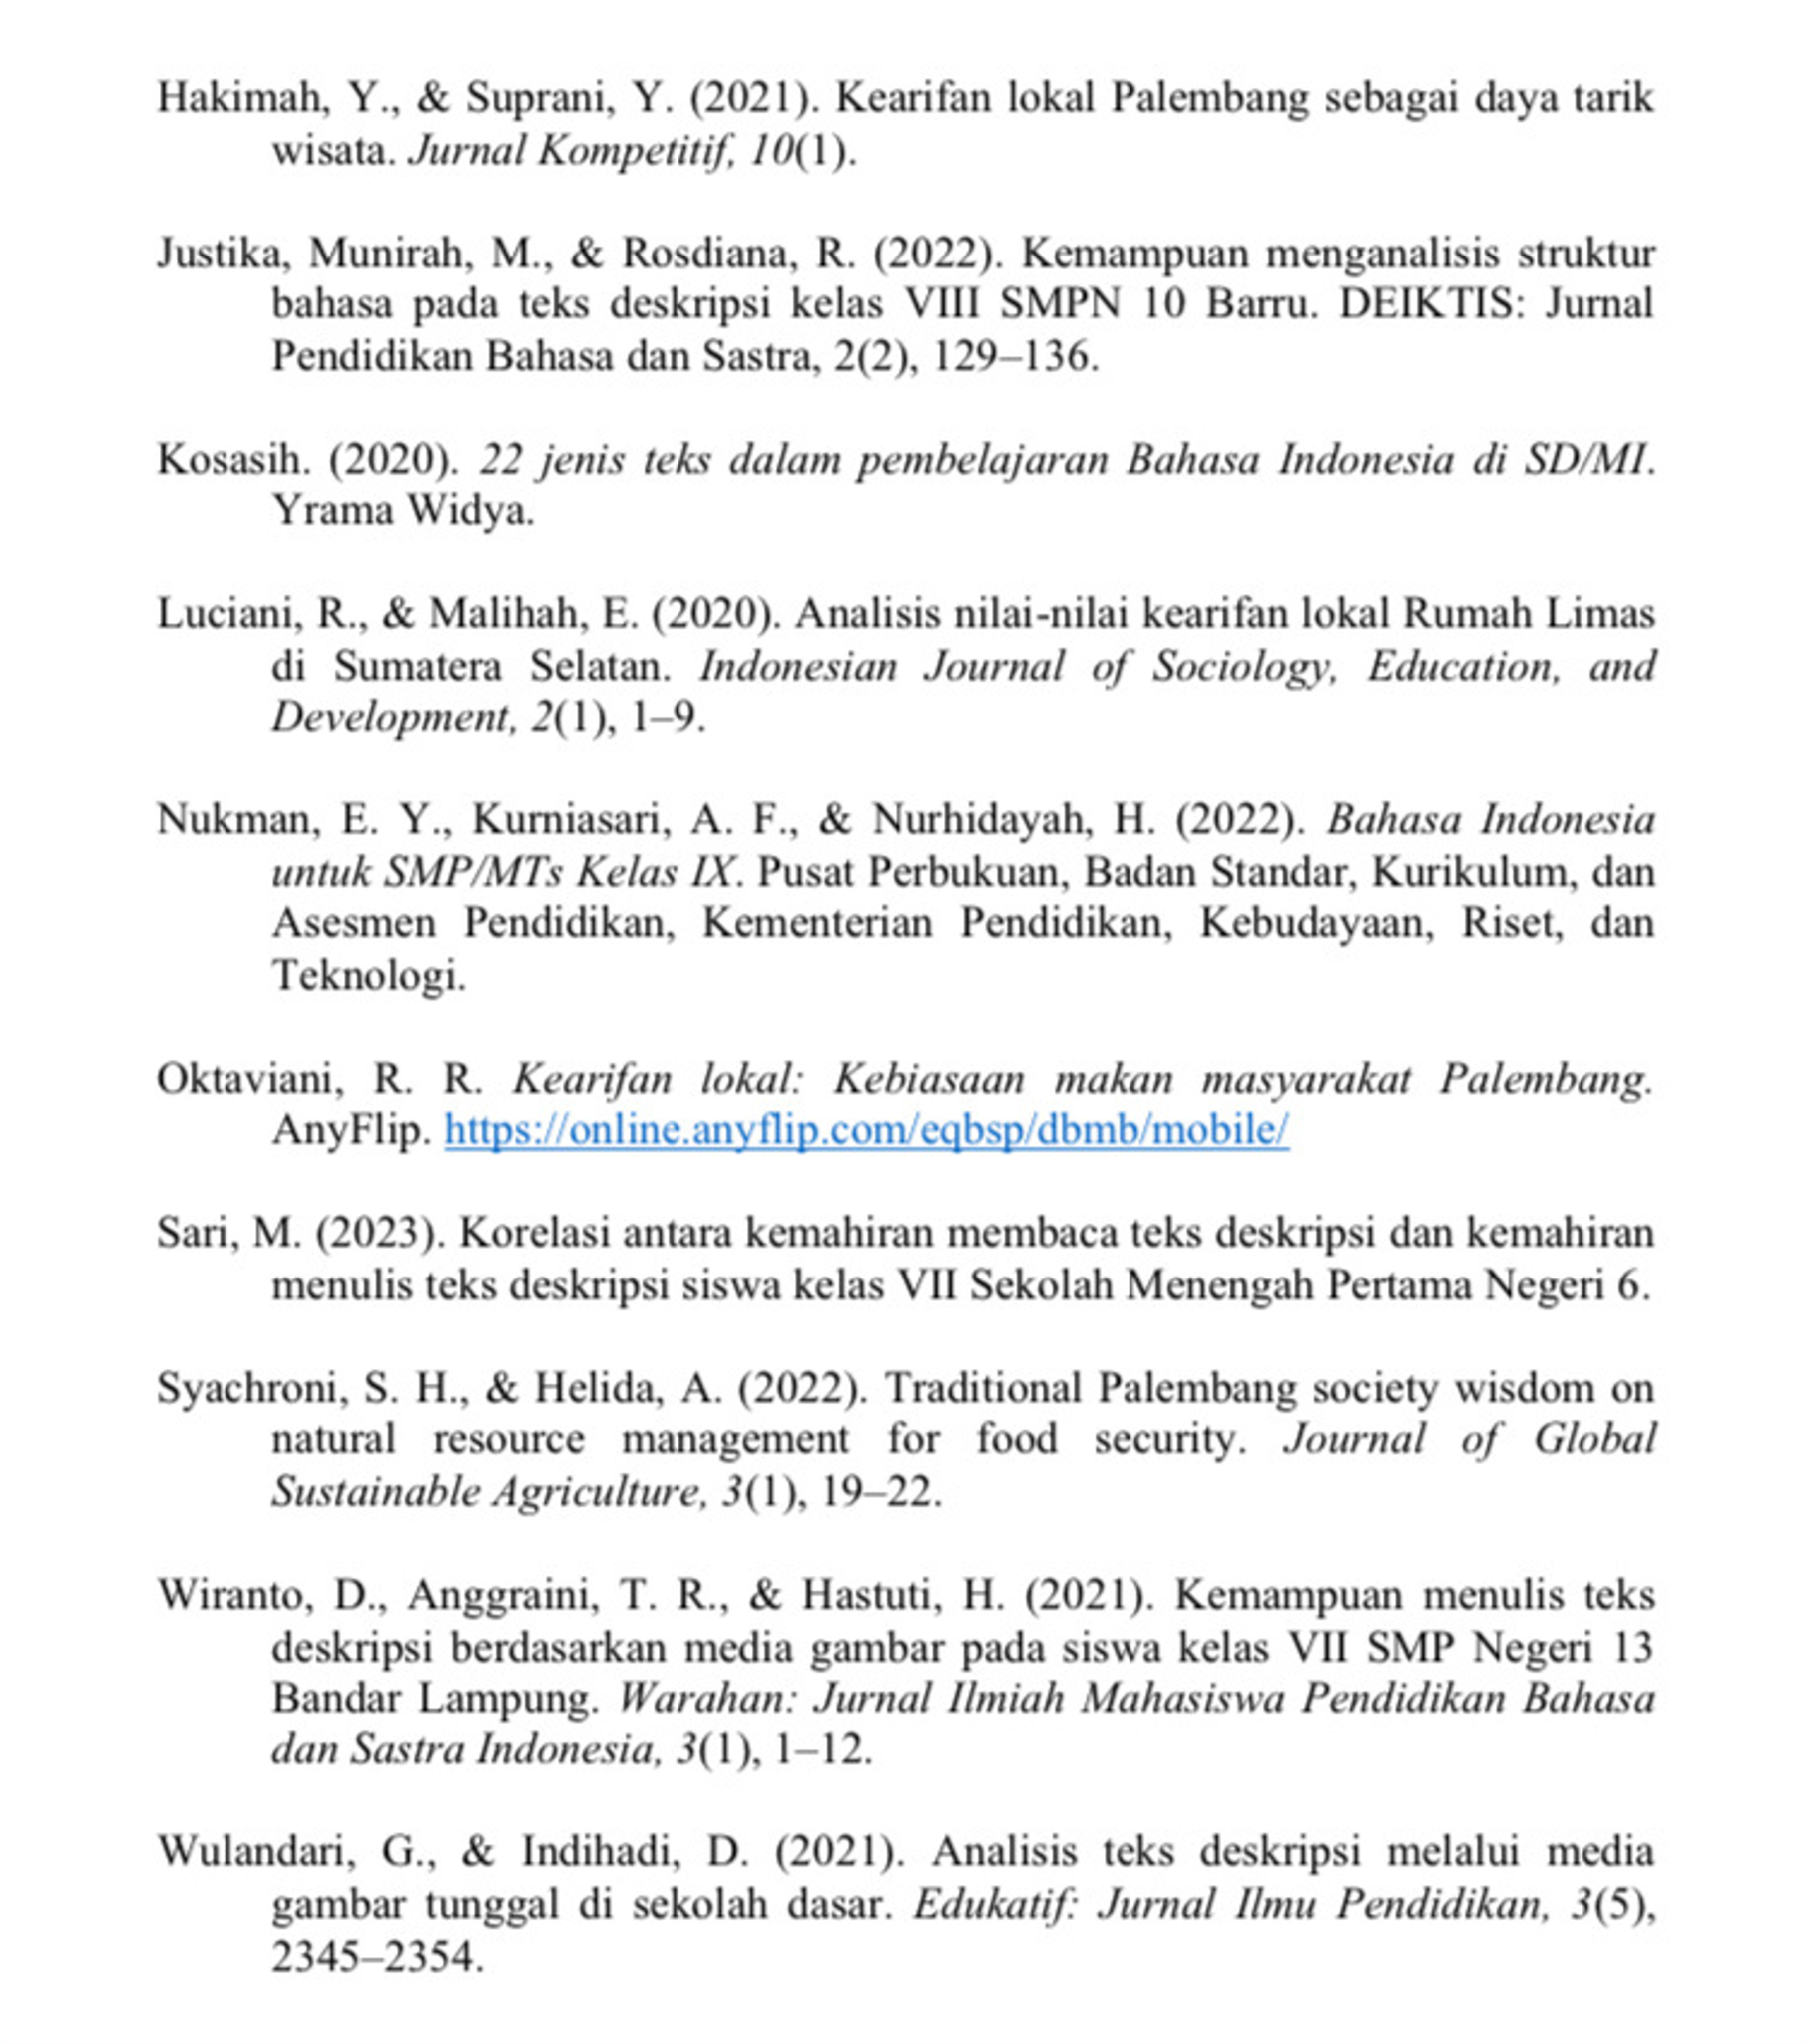 Hakimah, Y., & Suprani, Y. (2021). Kearifan lokal Palembang sebagai daya tarik
wisata. Jurnal Kompetitif, 10(1).
Justika, Munirah, M., & Rosdiana, R. (2022). Kemampuan menganalisis struktur
bahasa pada teks deskripsi kelas VIII SMPN 10 Barru. DEIKTIS: Jurnal
Pendidikan Bahasa dan Sastra, 2(2), 129–136.
Kosasih. (2020). 22 jenis teks dalam pembelajaran Bahasa Indonesia di SD/MI.
Yrama Widya.
Luciani, R., & Malihah, E. (2020). Analisis nilai-nilai kearifan lokal Rumah Limas
di Sumatera Selatan. Indonesian Journal of Sociology, Education, and
Development, 2(1), 1–9.
Nukman, E. Y., Kurniasari, A. F., & Nurhidayah, H. (2022). Bahasa Indonesia
untuk SMP/MTs Kelas IX. Pusat Perbukuan, Badan Standar, Kurikulum, dan
Asesmen Pendidikan, Kementerian Pendidikan, Kebudayaan, Riset, dan
Teknologi.
Oktaviani, R. R. Kearifan lokal: Kebiasaan makan masyarakat Palembang.
AnyFlip. https://online.anyflip.com/eqbsp/dbmb/mobile/
Sari, M. (2023). Korelasi antara kemahiran membaca teks deskripsi dan kemahiran
menulis teks deskripsi siswa kelas VII Sekolah Menengah Pertama Negeri 6.
Syachroni, S. H., & Helida, A. (2022). Traditional Palembang society wisdom on
natural resource management for food security. Journal of Global
Sustainable Agriculture, 3(1), 19–22.
Wiranto, D., Anggraini, T. R., & Hastuti, H. (2021). Kemampuan menulis teks
deskripsi berdasarkan media gambar pada siswa kelas VII SMP Negeri 13
Bandar Lampung. Warahan: Jurnal Ilmiah Mahasiswa Pendidikan Bahasa
dan Sastra Indonesia, 3(1), 1–12.
Wulandari, G., & Indihadi, D. (2021). Analisis teks deskripsi melalui media
gambar tunggal di sekolah dasar. Edukatif: Jurnal Ilmu Pendidikan, 3(5),
2345–2354.